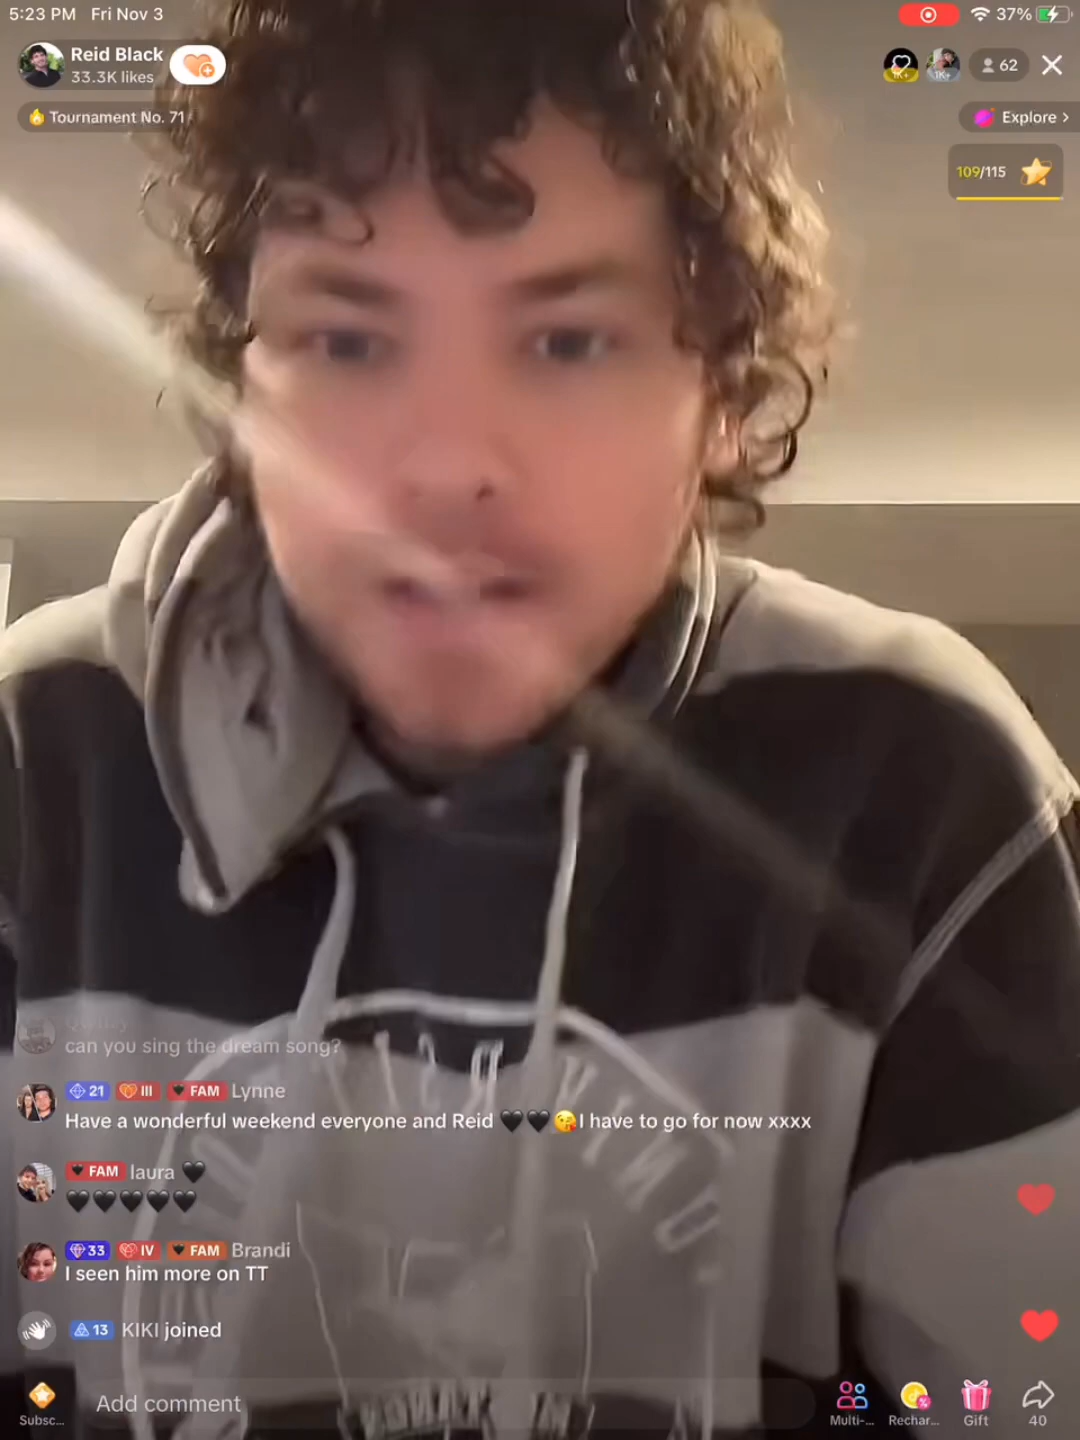 5:23 PM Fri Nov 3
37%
Reid Black
33.3K likes
1K+
1K+
62
Tournament No. 71
Explore >
109/115
can you sing the dream song?
21 III FAM Lynne
Have a wonderful weekend everyone and Reid 🖤🖤😘I have to go for now xxxx
FAM laura 🖤
🖤🖤🖤🖤🖤
33 IV FAM Brandi
I seen him more on TT
13 KIKI joined
Add comment
Subsc...
Multi-...
Rechar...
Gift
40